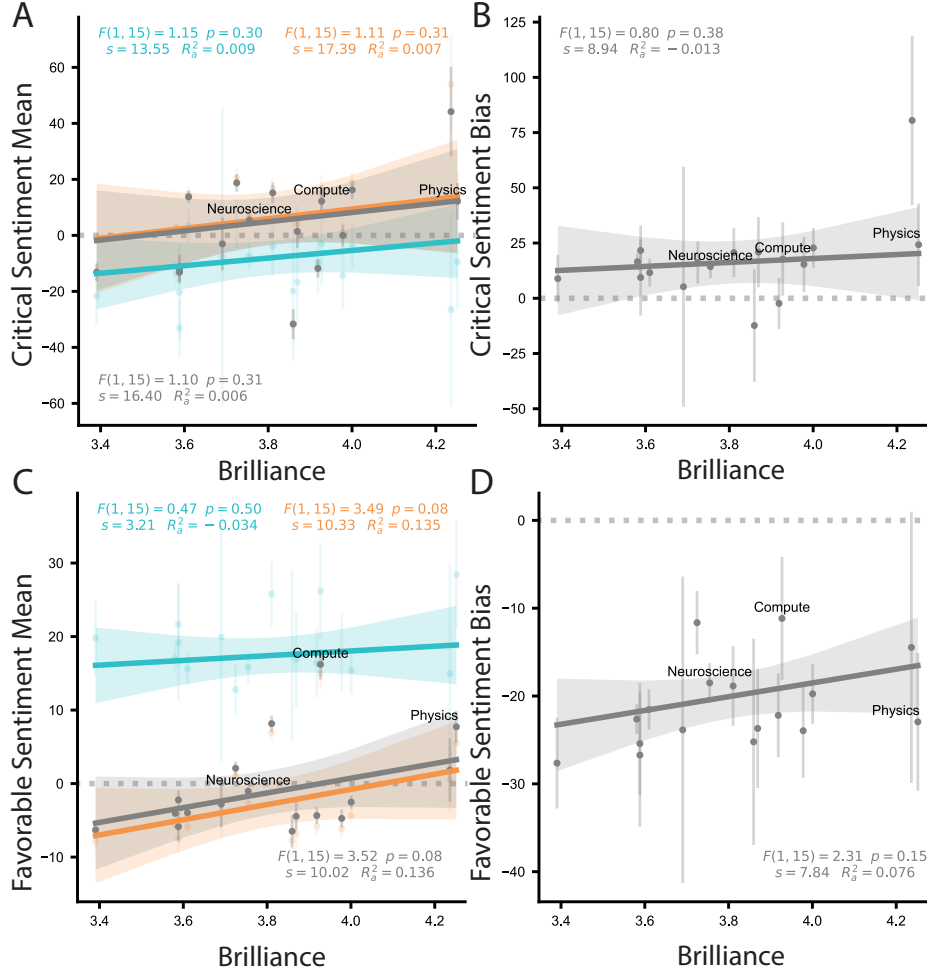 A
F(1, 15) = 1.15 p = 0.30
s = 13.55 R²ₐ = 0.009
F(1, 15) = 1.11 p = 0.31
s = 17.39 R²ₐ = 0.007
Critical Sentiment Mean
60
40
20
0
−20
−40
−60
Neuroscience
Compute
Physics
F(1, 15) = 1.10 p = 0.31
s = 16.40 R²ₐ = 0.006
3.4 3.6 3.8 4.0 4.2
Brilliance
B
F(1, 15) = 0.80 p = 0.38
s = 8.94 R²ₐ = −0.013
Critical Sentiment Bias
125
100
75
50
25
0
−25
−50
Neuroscience
Compute
Physics
3.4 3.6 3.8 4.0 4.2
Brilliance
C
F(1, 15) = 0.47 p = 0.50
s = 3.21 R²ₐ = −0.034
F(1, 15) = 3.49 p = 0.08
s = 10.33 R²ₐ = 0.135
Favorable Sentiment Mean
30
20
10
0
−10
Compute
Physics
Neuroscience
F(1, 15) = 3.52 p = 0.08
s = 10.02 R²ₐ = 0.136
3.4 3.6 3.8 4.0 4.2
Brilliance
D
Favorable Sentiment Bias
0
−10
−20
−30
−40
Compute
Neuroscience
Physics
F(1, 15) = 2.31 p = 0.15
s = 7.84 R²ₐ = 0.076
3.4 3.6 3.8 4.0 4.2
Brilliance